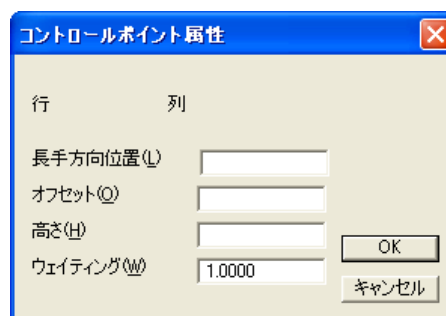 コントロールポイント属性
行 列
長手方向位置(L)
オフセット(O)
高さ(H)
ウェイティング(W) 1.0000
OK
キャンセル